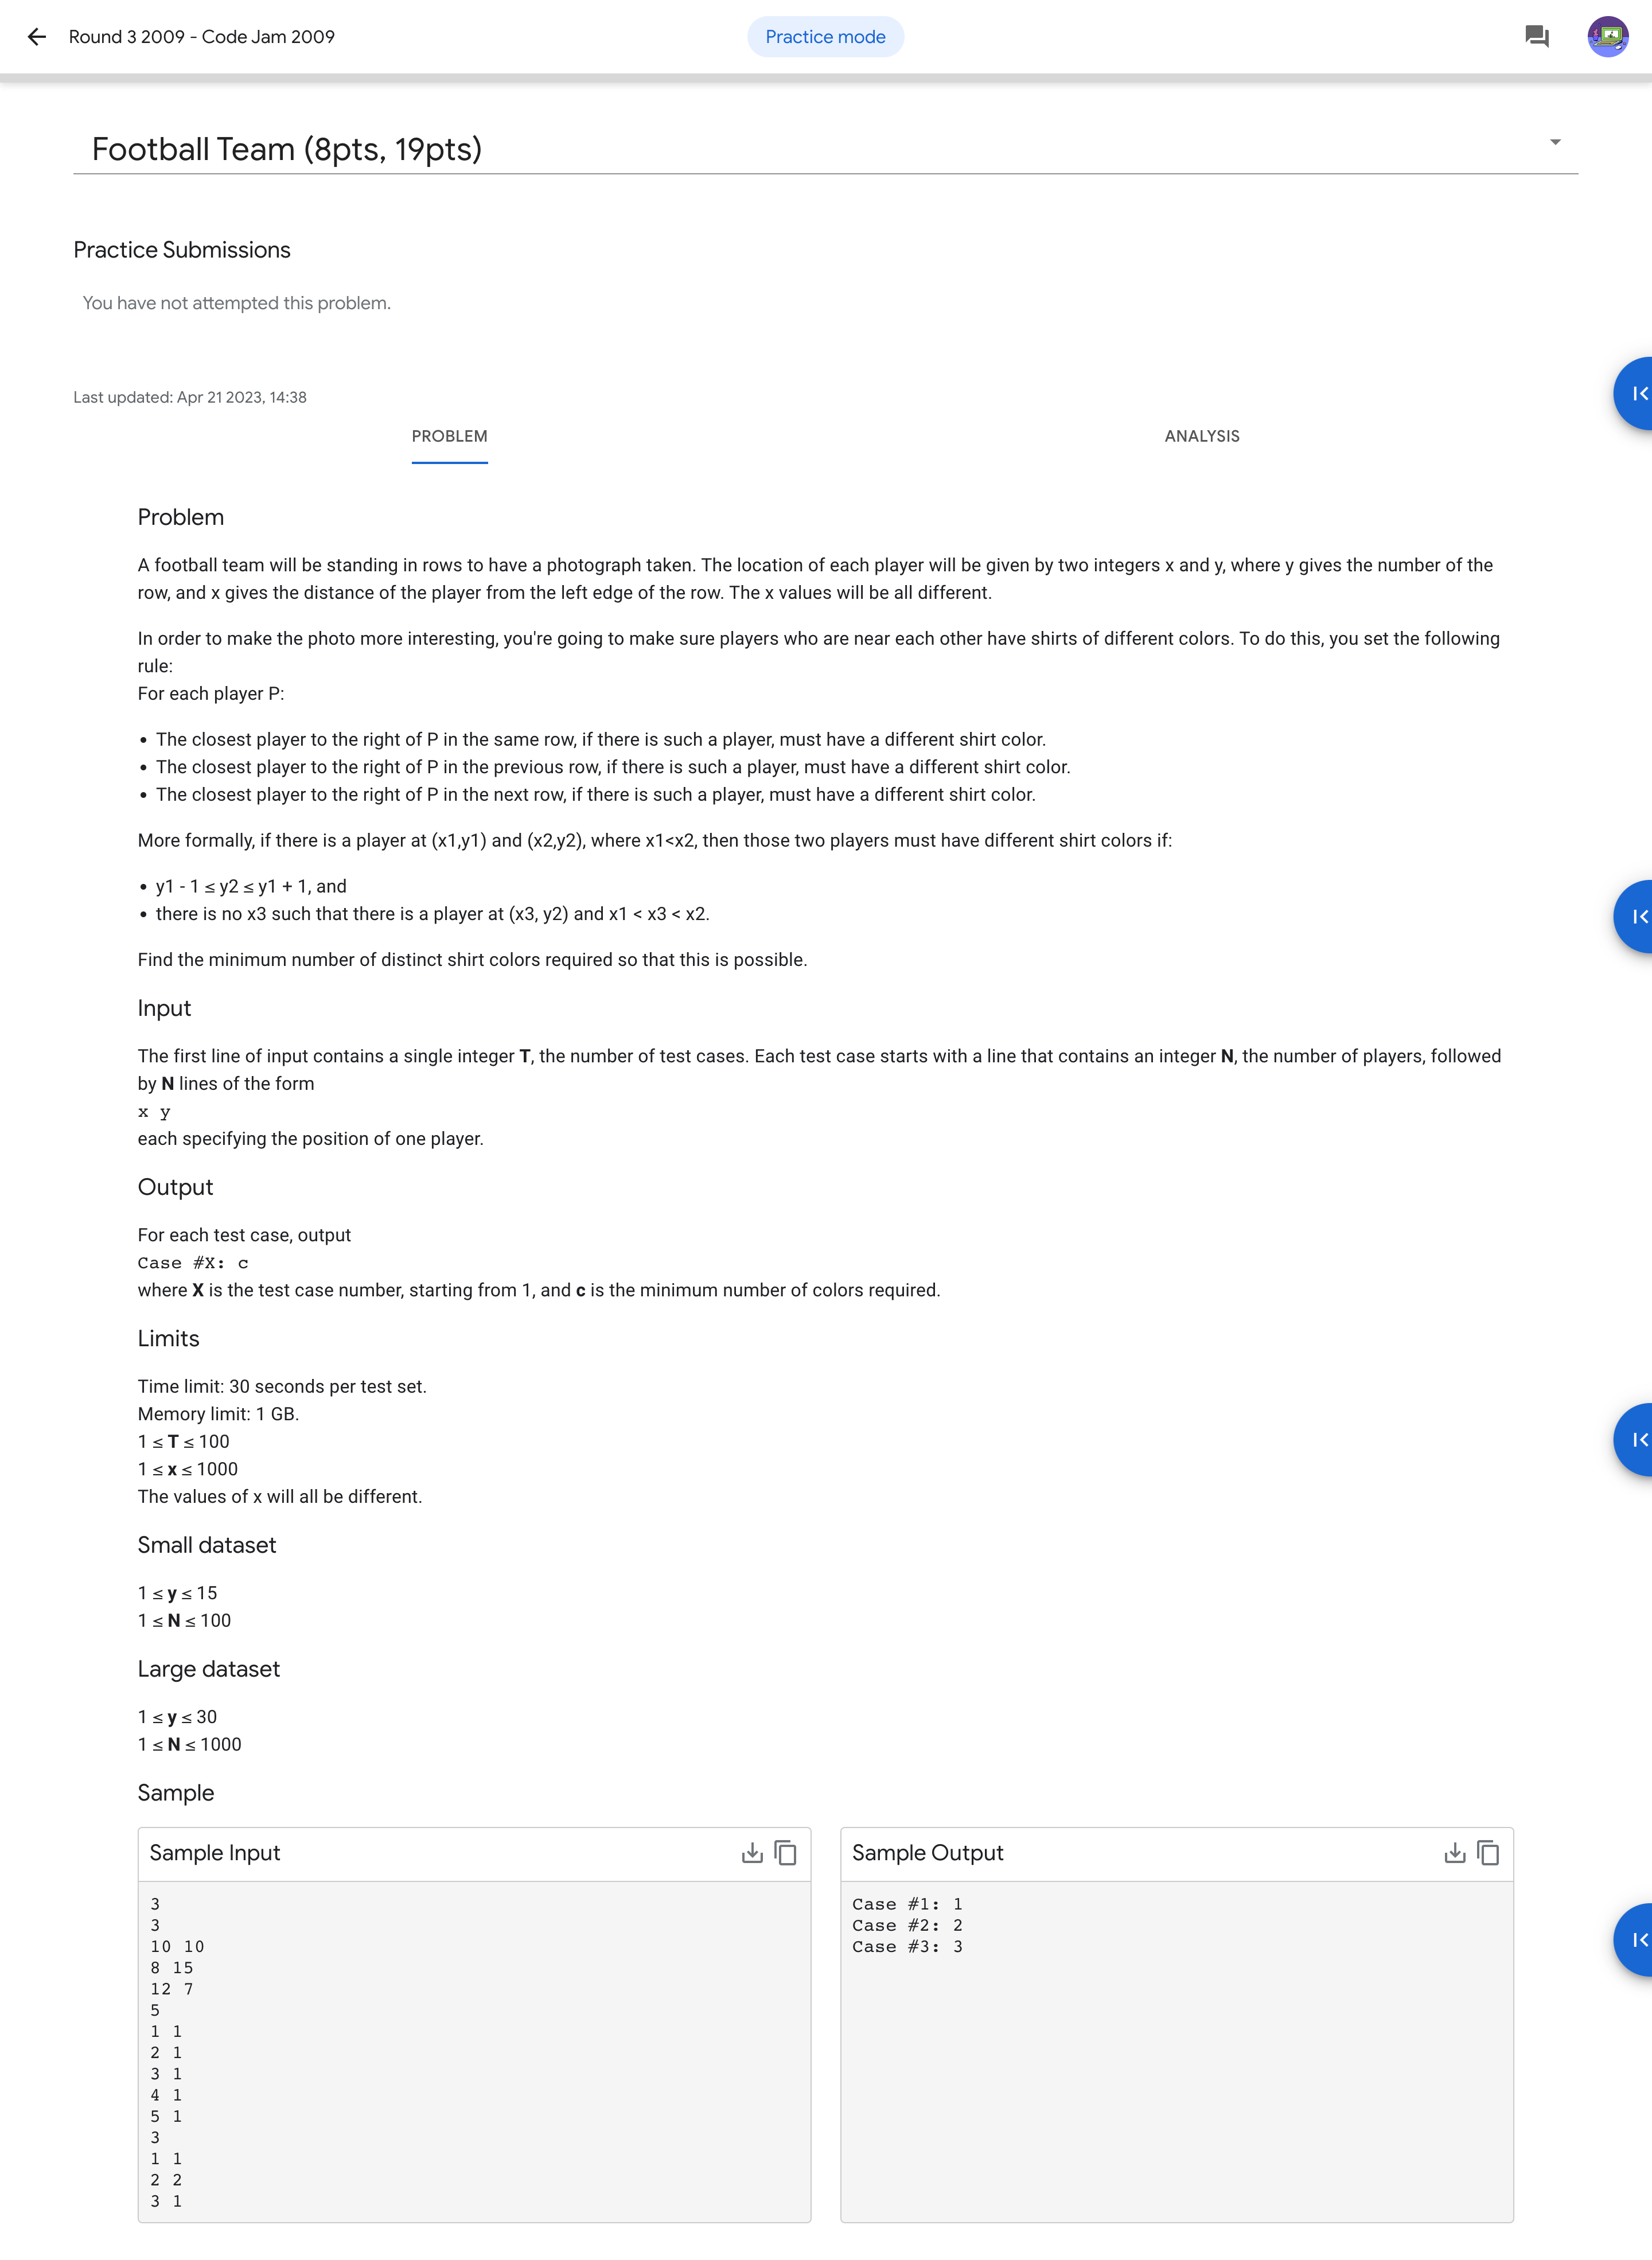 Round 3 2009 - Code Jam 2009
Practice mode
Football Team (8pts, 19pts)
Practice Submissions
You have not attempted this problem.
Last updated: Apr 21 2023, 14:38
PROBLEM
ANALYSIS
Problem
A football team will be standing in rows to have a photograph taken. The location of each player will be given by two integers x and y, where y gives the number of the
row, and x gives the distance of the player from the left edge of the row. The x values will be all different.
In order to make the photo more interesting, you're going to make sure players who are near each other have shirts of different colors. To do this, you set the following
rule:
For each player P:
• The closest player to the right of P in the same row, if there is such a player, must have a different shirt color.
• The closest player to the right of P in the previous row, if there is such a player, must have a different shirt color.
• The closest player to the right of P in the next row, if there is such a player, must have a different shirt color.
More formally, if there is a player at (x1,y1) and (x2,y2), where x1<x2, then those two players must have different shirt colors if:
• y1 - 1 ≤ y2 ≤ y1 + 1, and
• there is no x3 such that there is a player at (x3, y2) and x1 < x3 < x2.
Find the minimum number of distinct shirt colors required so that this is possible.
Input
The first line of input contains a single integer T, the number of test cases. Each test case starts with a line that contains an integer N, the number of players, followed
by N lines of the form
x y
each specifying the position of one player.
Output
For each test case, output
Case #X: c
where X is the test case number, starting from 1, and c is the minimum number of colors required.
Limits
Time limit: 30 seconds per test set.
Memory limit: 1 GB.
1 ≤ T ≤ 100
1 ≤ x ≤ 1000
The values of x will all be different.
Small dataset
1 ≤ y ≤ 15
1 ≤ N ≤ 100
Large dataset
1 ≤ y ≤ 30
1 ≤ N ≤ 1000
Sample
Sample Input
3
3
10 10
8 15
12 7
5
1 1
2 1
3 1
4 1
5 1
3
1 1
2 2
3 1
Sample Output
Case #1: 1
Case #2: 2
Case #3: 3